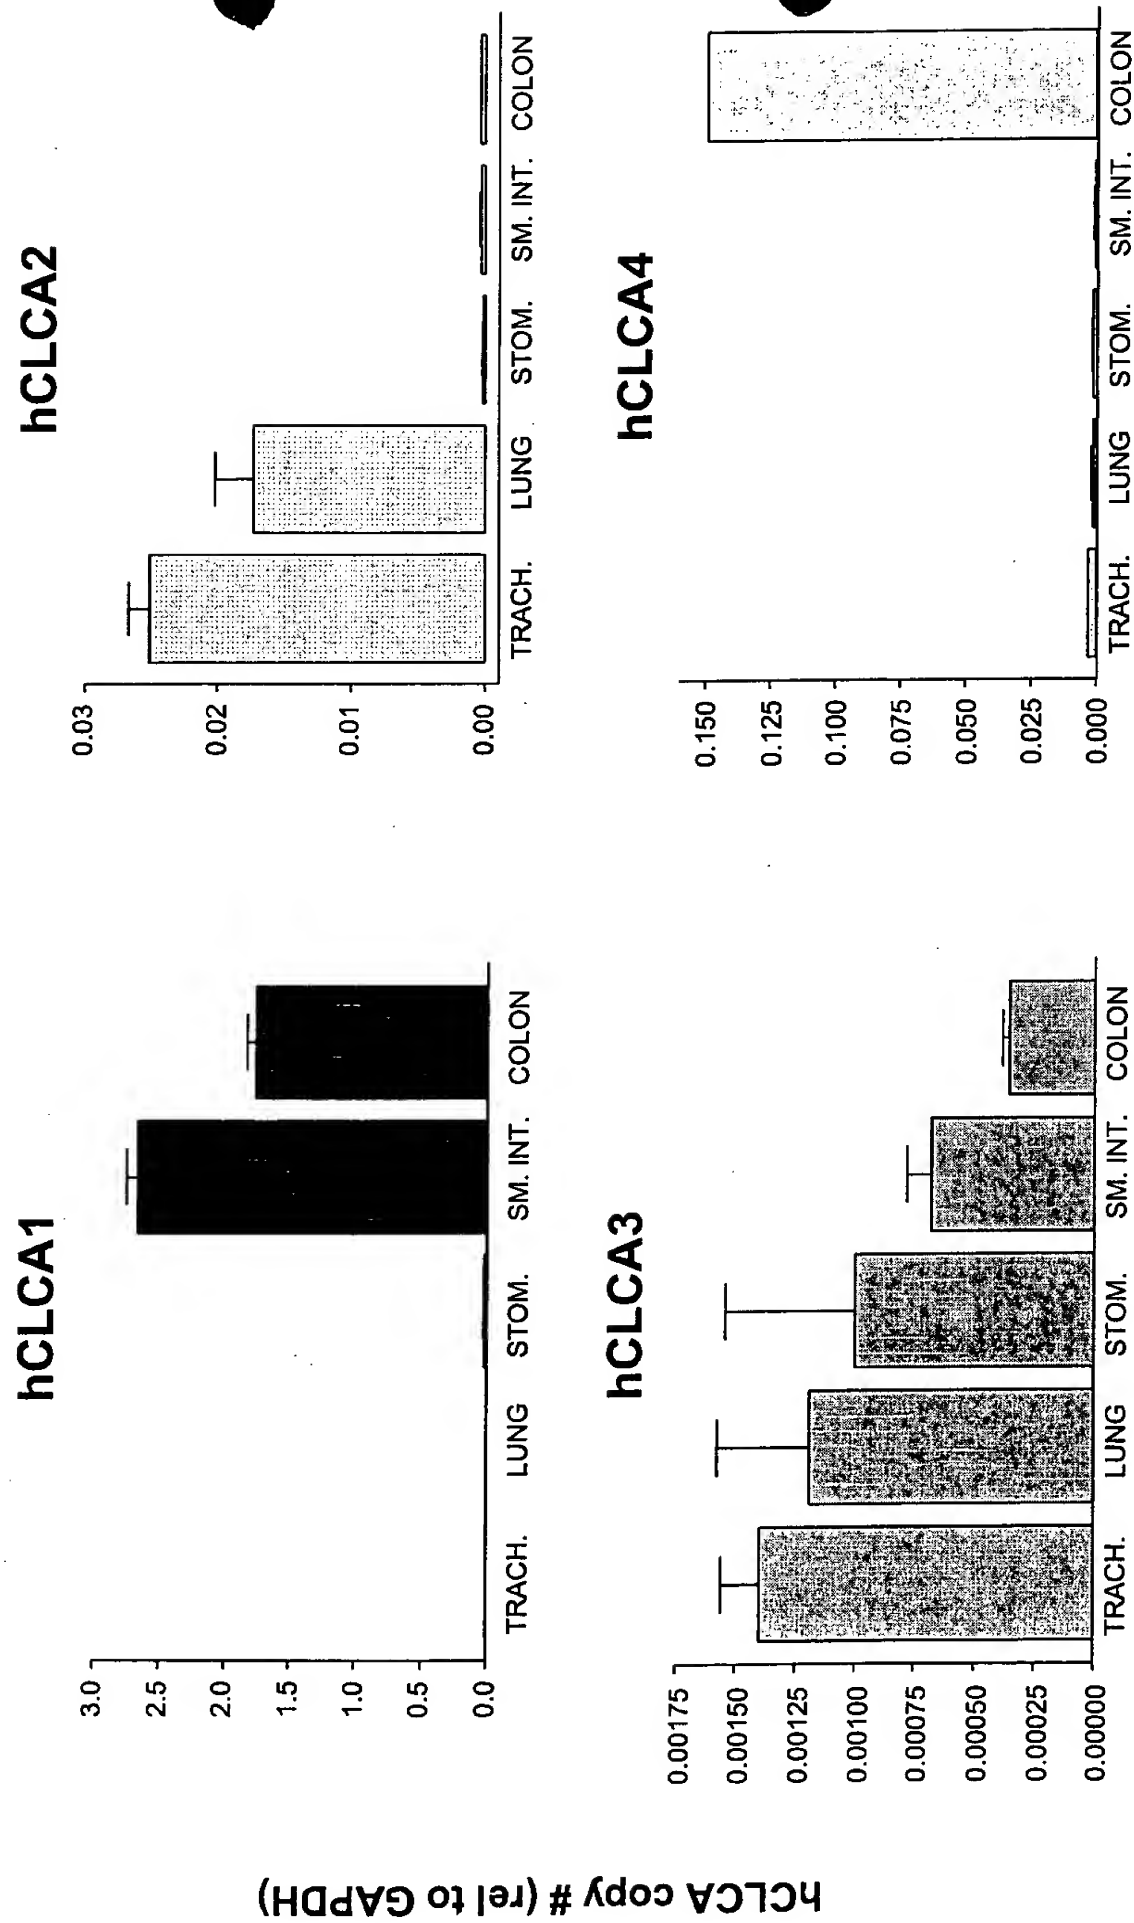 hCLCA copy # (rel to GAPDH)
hCLCA1
3.0
2.5
2.0
1.5
1.0
0.5
0.0
TRACH. LUNG STOM. SM. INT. COLON
hCLCA2
0.03
0.02
0.01
0.00
TRACH. LUNG STOM. SM. INT. COLON
hCLCA3
0.00175
0.00150
0.00125
0.00100
0.00075
0.00050
0.00025
0.00000
TRACH. LUNG STOM. SM. INT. COLON
hCLCA4
0.150
0.125
0.100
0.075
0.050
0.025
0.000
TRACH. LUNG STOM. SM. INT. COLON